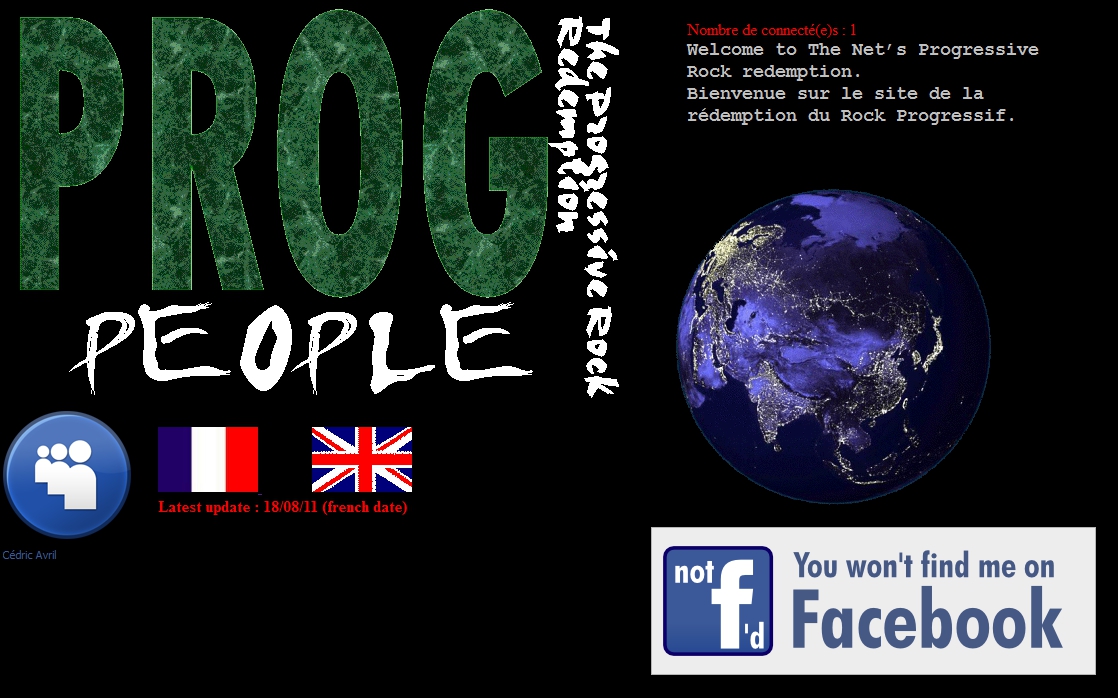 PROG
PEOPLE
The Progressive Rock
Redemption
Nombre de connecté(e)s : 1
Welcome to The Net’s Progressive
Rock redemption.
Bienvenue sur le site de la
rédemption du Rock Progressif.
Latest update : 18/08/11 (french date)
Cédric Avril
not f'd
You won't find me on
Facebook